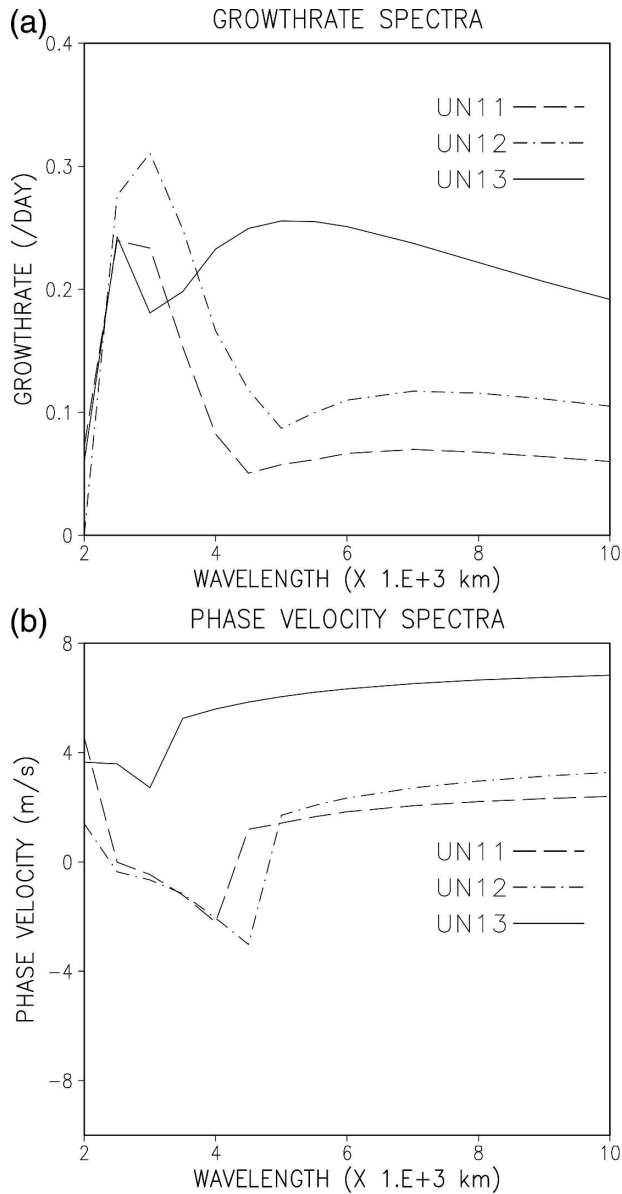 (a) GROWTHRATE SPECTRA
0.4
0.3
0.2
0.1
0
GROWTHRATE (/DAY)
UN11
UN12
UN13
2 4 6 8 10
WAVELENGTH (X 1.E+3 km)
(b) PHASE VELOCITY SPECTRA
8
4
0
-4
-8
PHASE VELOCITY (m/s)
UN11
UN12
UN13
2 4 6 8 10
WAVELENGTH (X 1.E+3 km)